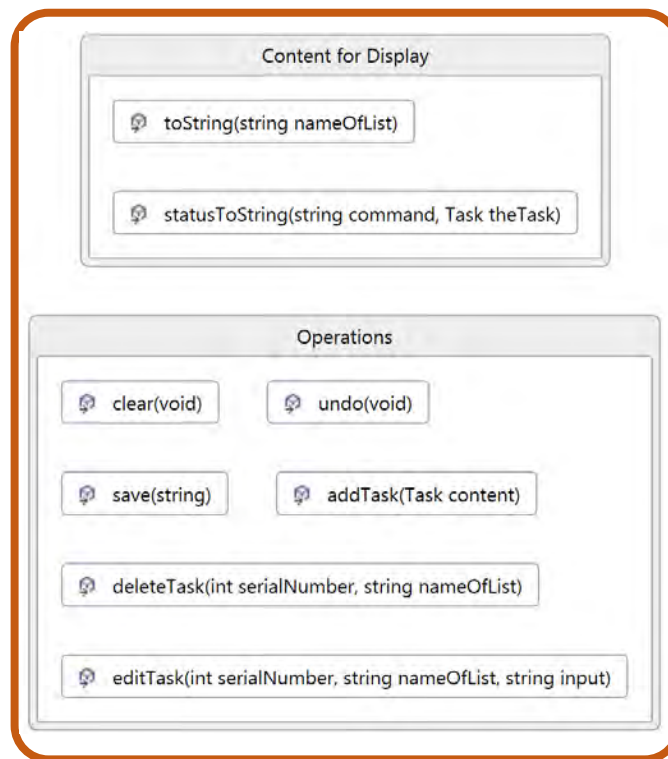 Content for Display
toString(string nameOfList)
statusToString(string command, Task theTask)
Operations
clear(void)
undo(void)
save(string)
addTask(Task content)
deleteTask(int serialNumber, string nameOfList)
editTask(int serialNumber, string nameOfList, string input)